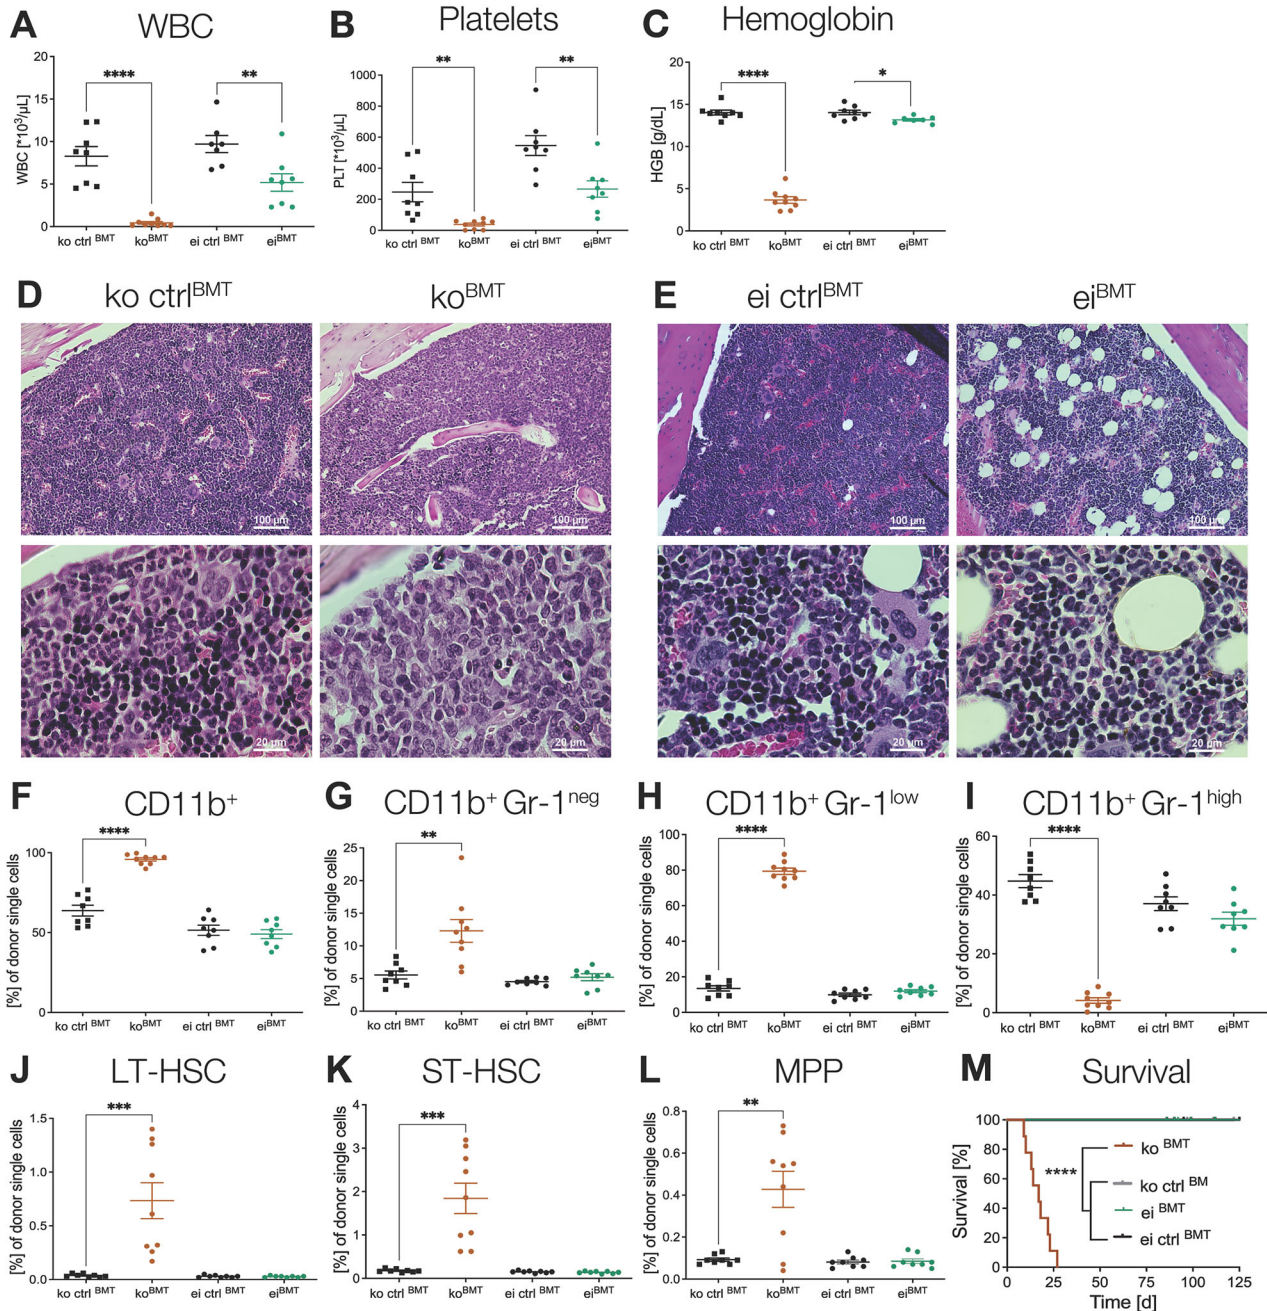 A WBC
B Platelets
C Hemoglobin
WBC [*10³/µL]
20
15
10
5
0
****
**
ko ctrl BMT
koBMT
ei ctrl BMT
eiBMT
PLT [*10³/µL]
1000
800
600
400
200
0
**
**
ko ctrl BMT
koBMT
ei ctrl BMT
eiBMT
HGB [g/dL]
20
15
10
5
0
****
*
ko ctrl BMT
koBMT
ei ctrl BMT
eiBMT
D ko ctrlBMT
koBMT
E ei ctrlBMT
eiBMT
100 µm
100 µm
100 µm
100 µm
20 µm
20 µm
20 µm
20 µm
F CD11b+
G CD11b+ Gr-1neg
H CD11b+ Gr-1low
I CD11b+ Gr-1high
[%] of donor single cells
100
50
0
****
ko ctrl BMT
koBMT
ei ctrl BMT
eiBMT
[%] of donor single cells
25
20
15
10
5
0
**
ko ctrl BMT
koBMT
ei ctrl BMT
eiBMT
[%] of donor single cells
100
80
60
40
20
0
****
ko ctrl BMT
koBMT
ei ctrl BMT
eiBMT
[%] of donor single cells
60
40
20
0
****
ko ctrl BMT
koBMT
ei ctrl BMT
eiBMT
J LT-HSC
K ST-HSC
L MPP
M Survival
[%] of donor single cells
1.5
1.0
0.5
0.0
***
ko ctrl BMT
koBMT
ei ctrl BMT
eiBMT
[%] of donor single cells
4
3
2
1
0
***
ko ctrl BMT
koBMT
ei ctrl BMT
eiBMT
[%] of donor single cells
0.8
0.6
0.4
0.2
0.0
**
ko ctrl BMT
koBMT
ei ctrl BMT
eiBMT
Survival [%]
100
80
60
40
20
0
****
ko BMT
ko ctrl BM
ei BMT
ei ctrl BMT
0 25 50 75 100 125
Time [d]